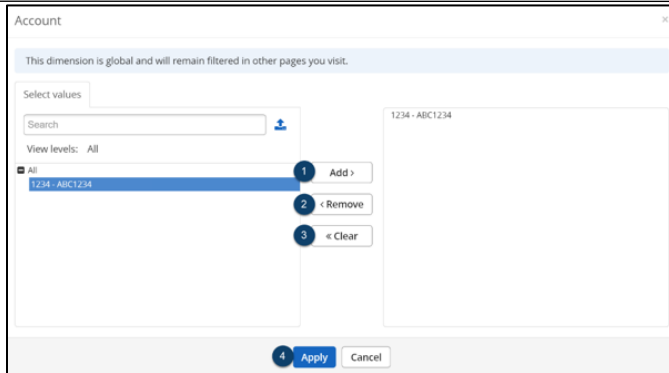 Account
×
This dimension is global and will remain filtered in other pages you visit.
Select values
Search
View levels: All
All
1234 - ABC1234
1 Add >
2 < Remove
3 « Clear
1234 - ABC1234
4 Apply Cancel